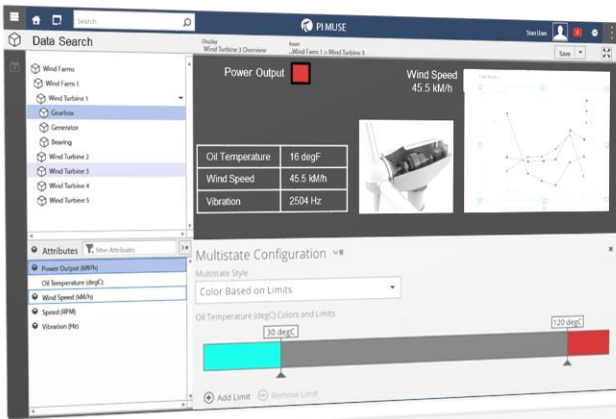 Search
PI MUSE
Stan User
Data Search
Display
Wind Turbine 3 Overview
Asset
...Wind Farm 1 > Wind Turbine 3
Save
Wind Farms
Wind Farm 1
Wind Turbine 1
Gearbox
Generator
Bearing
Wind Turbine 2
Wind Turbine 3
Wind Turbine 4
Wind Turbine 5
Power Output
Wind Speed
45.5 kM/h
Oil Temperature 16 degF
Wind Speed 45.5 kM/h
Vibration 2504 Hz
Attributes
Filter Attributes
Power Output (kW/h)
Oil Temperature (degC)
Wind Speed (kM/h)
Speed (RPM)
Vibration (Hz)
Multistate Configuration
Multistate Style
Color Based on Limits
Oil Temperature (degC) Colors and Limits
30 degC
120 degC
Add Limit
Remove Limit